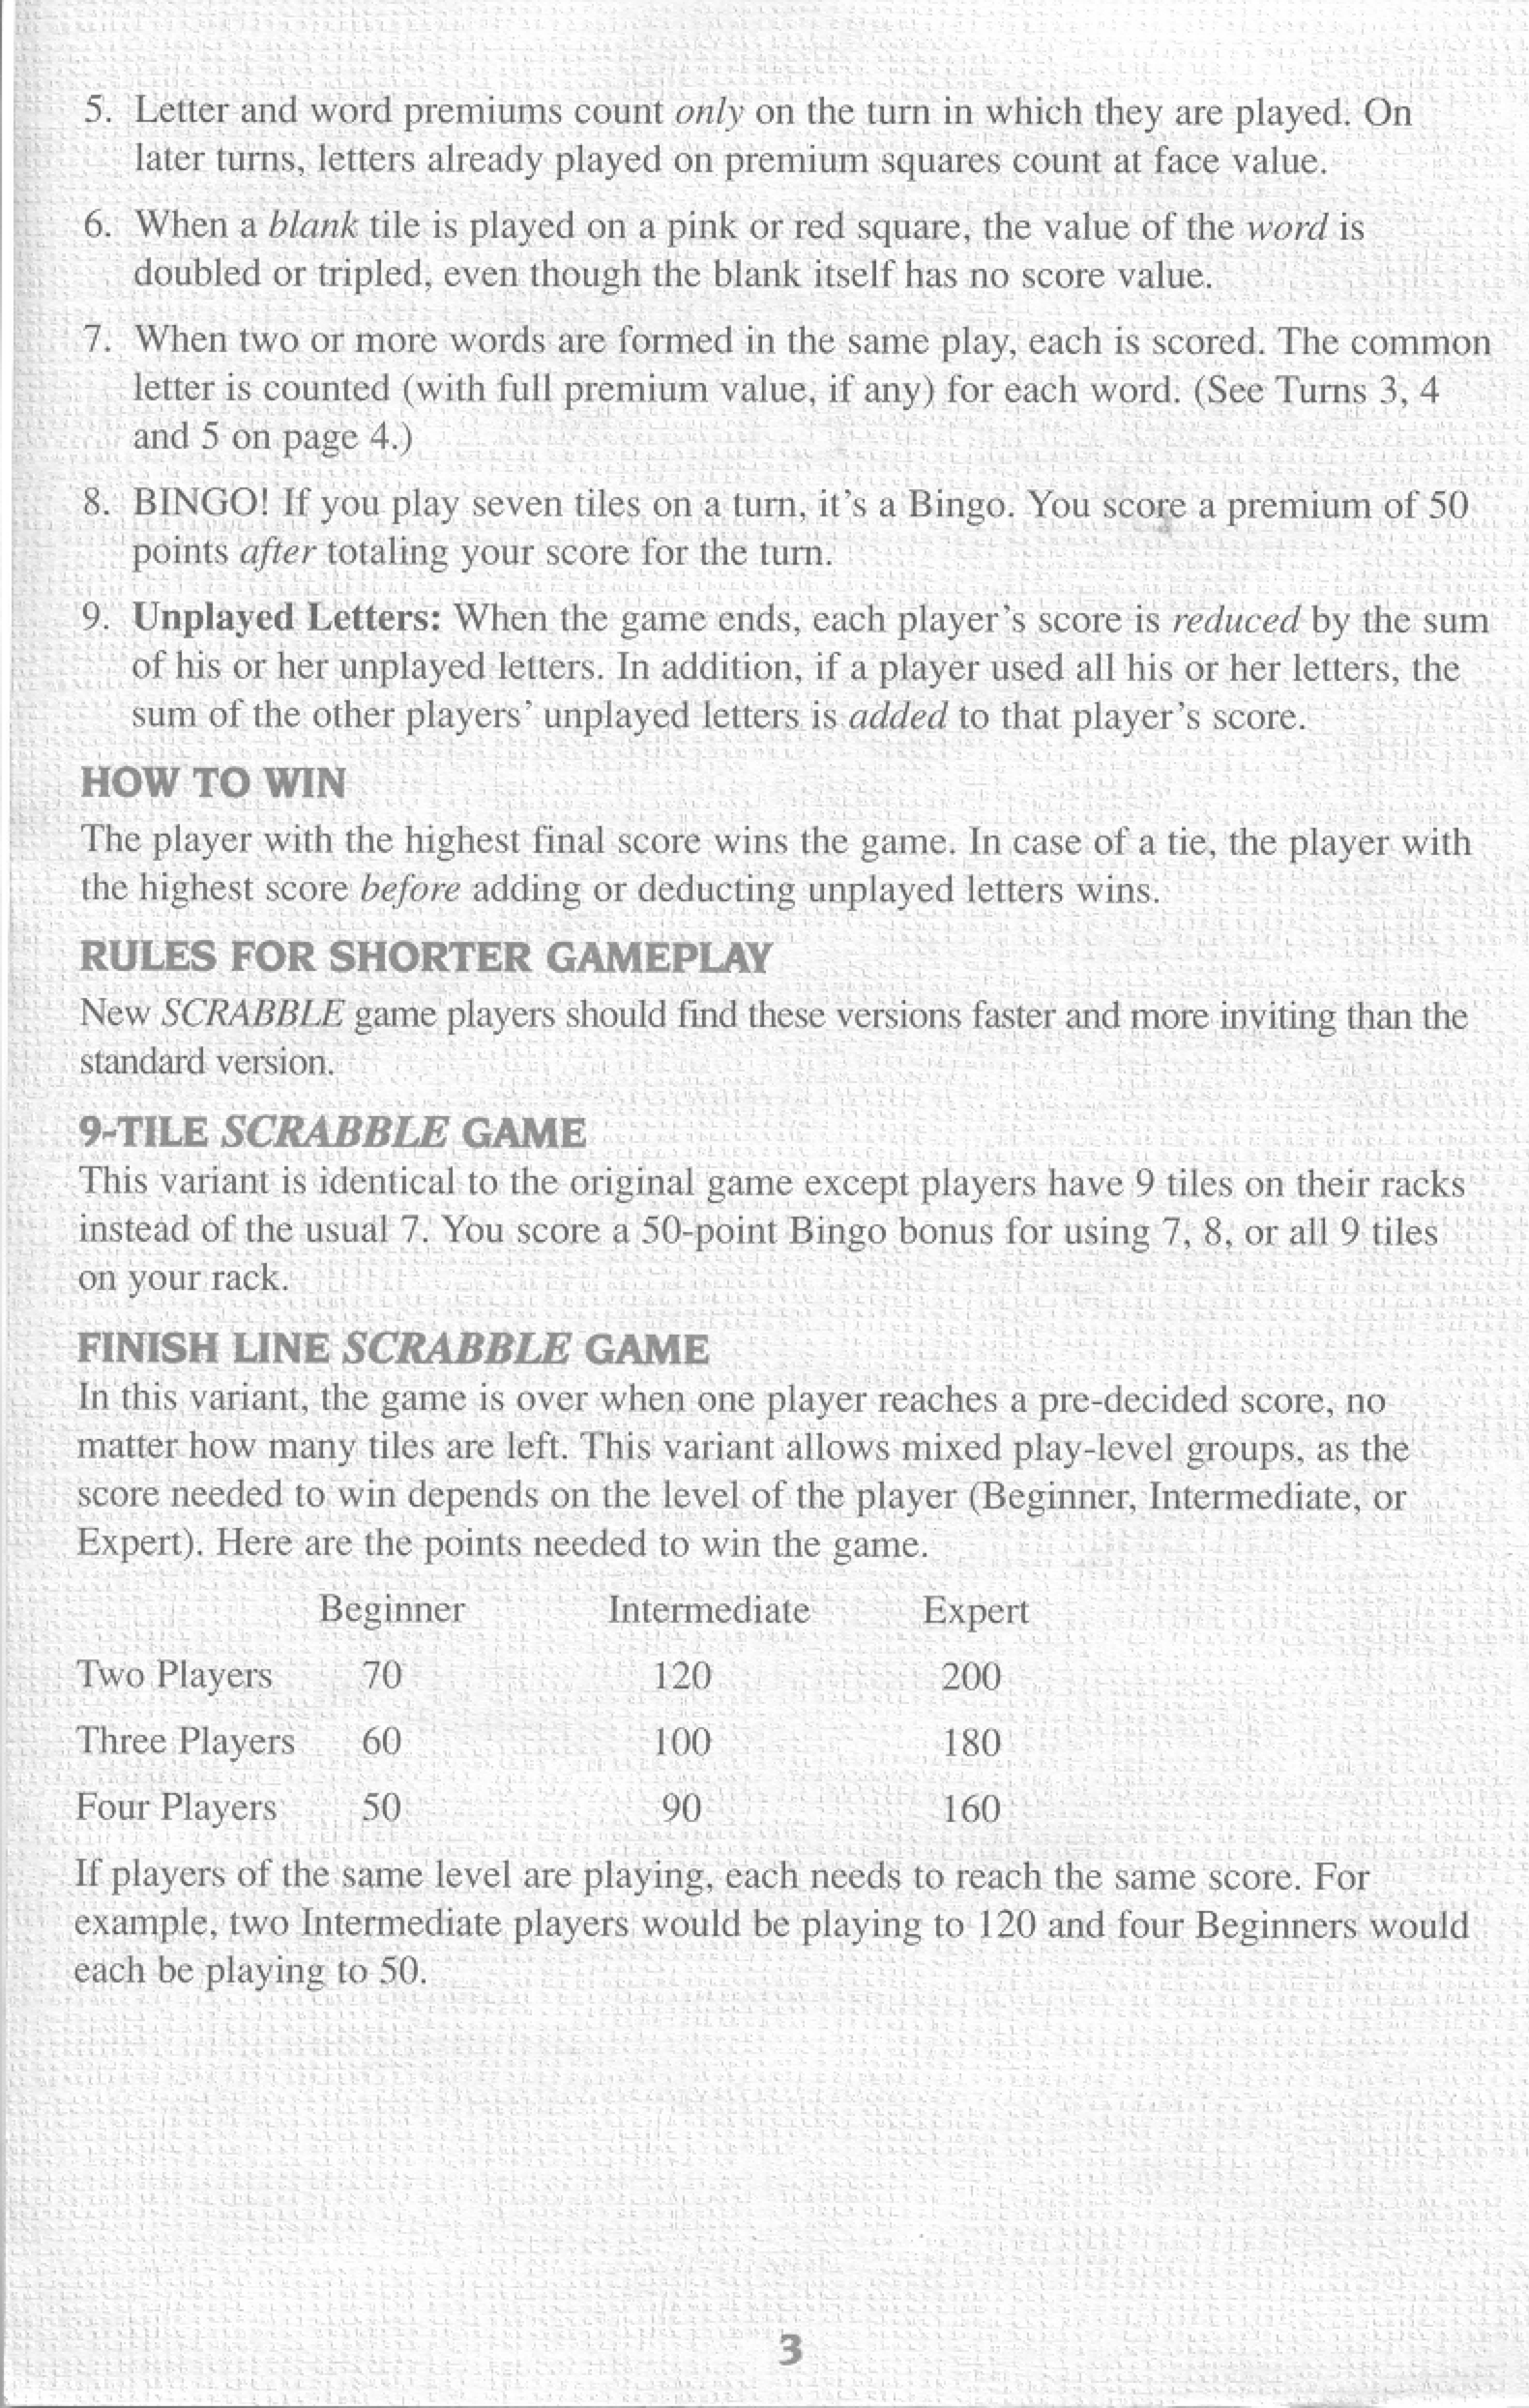 5. Letter and word premiums count only on the turn in which they are played. On
later turns, letters already played on premium squares count at face value.
6. When a blank tile is played on a pink or red square, the value of the word is
doubled or tripled, even though the blank itself has no score value.
7. When two or more words are formed in the same play, each is scored. The common
letter is counted (with full premium value, if any) for each word. (See Turns 3, 4
and 5 on page 4.)
8. BINGO! If you play seven tiles on a turn, it's a Bingo. You score a premium of 50
points after totaling your score for the turn.
9. Unplayed Letters: When the game ends, each player's score is reduced by the sum
of his or her unplayed letters. In addition, if a player used all his or her letters, the
sum of the other players' unplayed letters is added to that player's score.
HOW TO WIN
The player with the highest final score wins the game. In case of a tie, the player with
the highest score before adding or deducting unplayed letters wins.
RULES FOR SHORTER GAMEPLAY
New SCRABBLE game players should find these versions faster and more inviting than the
standard version.
9-TILE SCRABBLE GAME
This variant is identical to the original game except players have 9 tiles on their racks
instead of the usual 7. You score a 50-point Bingo bonus for using 7, 8, or all 9 tiles
on your rack.
FINISH LINE SCRABBLE GAME
In this variant, the game is over when one player reaches a pre-decided score, no
matter how many tiles are left. This variant allows mixed play-level groups, as the
score needed to win depends on the level of the player (Beginner, Intermediate, or
Expert). Here are the points needed to win the game.
Beginner Intermediate Expert
Two Players 70 120 200
Three Players 60 100 180
Four Players 50 90 160
If players of the same level are playing, each needs to reach the same score. For
example, two Intermediate players would be playing to 120 and four Beginners would
each be playing to 50.
3